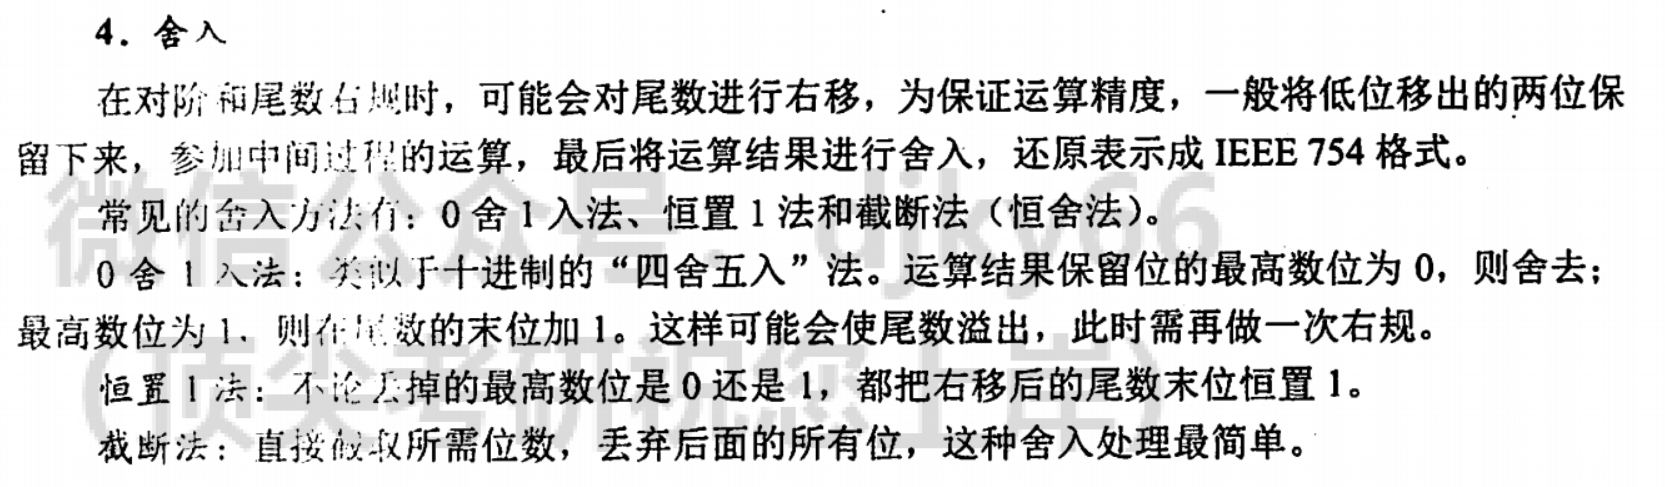 4. 舍入
在对阶和尾数右规时，可能会对尾数进行右移，为保证运算精度，一般将低位移出的两位保
留下来，参加中间过程的运算，最后将运算结果进行舍入，还原表示成 IEEE 754 格式。
常见的舍入方法有：0 舍 1 入法、恒置 1 法和截断法（恒舍法）。
0 舍 1 入法：类似于十进制的“四舍五入”法。运算结果保留位的最高数位为 0，则舍去；
最高数位为 1，则在尾数的末位加 1。这样可能会使尾数溢出，此时需再做一次右规。
恒置 1 法：不论丢掉的最高数位是 0 还是 1，都把右移后的尾数末位恒置 1。
截断法：直接截取所需位数，丢弃后面的所有位，这种舍入处理最简单。
微信公众号：djky66
（顶尖考研祝您上岸）